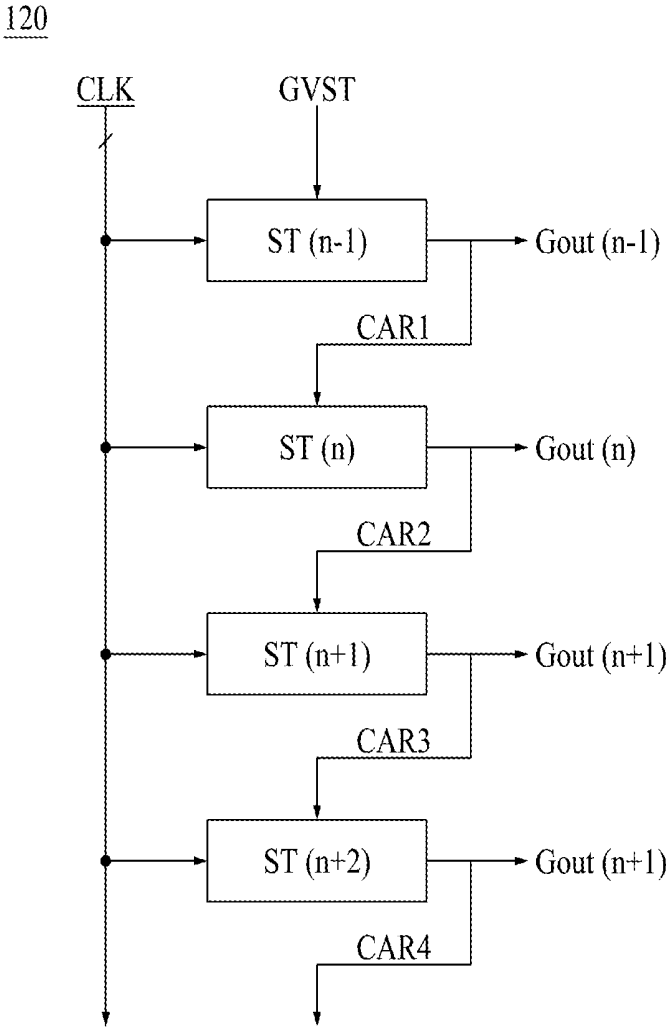 120
CLK
GVST
ST (n-1)
Gout (n-1)
CAR1
ST (n)
Gout (n)
CAR2
ST (n+1)
Gout (n+1)
CAR3
ST (n+2)
Gout (n+1)
CAR4